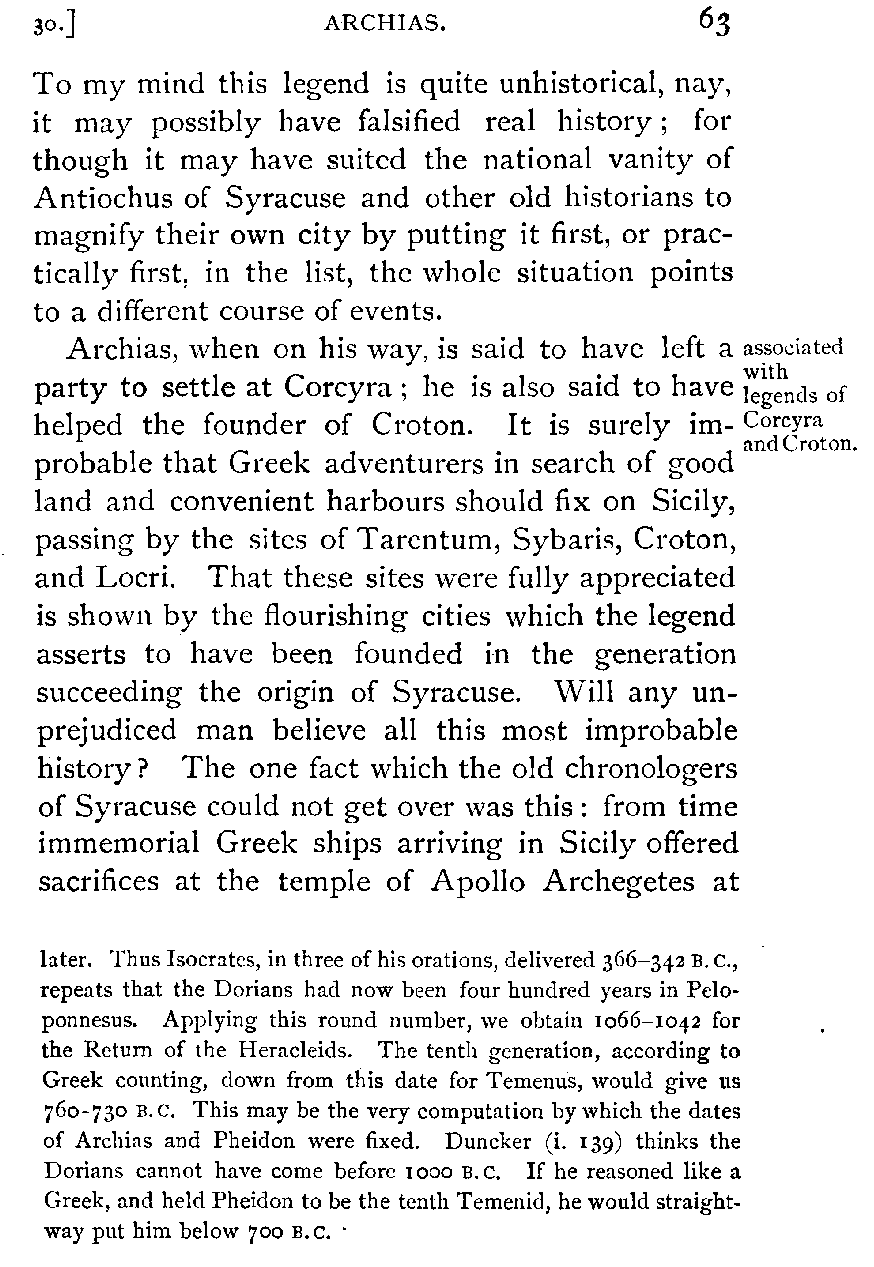 30.] ARCHIAS. 63
To my mind this legend is quite unhistorical, nay,
it may possibly have falsified real history; for
though it may have suited the national vanity of
Antiochus of Syracuse and other old historians to
magnify their own city by putting it first, or prac-
tically first, in the list, the whole situation points
to a different course of events.
Archias, when on his way, is said to have left a
party to settle at Corcyra; he is also said to have
helped the founder of Croton. It is surely im-
probable that Greek adventurers in search of good
land and convenient harbours should fix on Sicily,
passing by the sites of Tarentum, Sybaris, Croton,
and Locri. That these sites were fully appreciated
is shown by the flourishing cities which the legend
asserts to have been founded in the generation
succeeding the origin of Syracuse. Will any un-
prejudiced man believe all this most improbable
history? The one fact which the old chronologers
of Syracuse could not get over was this: from time
immemorial Greek ships arriving in Sicily offered
sacrifices at the temple of Apollo Archegetes at
associated
with
legends of
Corcyra
and Croton.
later. Thus Isocrates, in three of his orations, delivered 366–342 B.C.,
repeats that the Dorians had now been four hundred years in Pelo-
ponnesus. Applying this round number, we obtain 1066–1042 for
the Return of the Heracleids. The tenth generation, according to
Greek counting, down from this date for Temenus, would give us
760-730 B.C. This may be the very computation by which the dates
of Archias and Pheidon were fixed. Duncker (i. 139) thinks the
Dorians cannot have come before 1000 B.C. If he reasoned like a
Greek, and held Pheidon to be the tenth Temenid, he would straight-
way put him below 700 B.C.